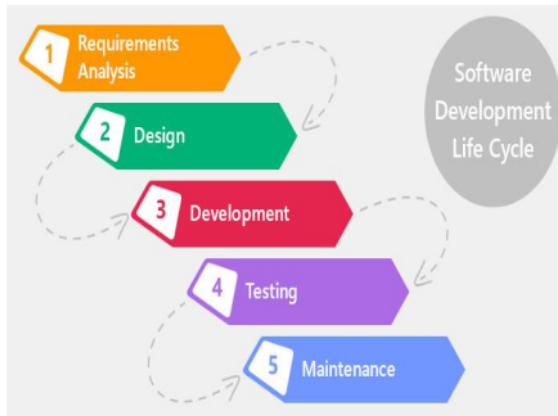 1
Requirements
Analysis
2
Design
3
Development
4
Testing
5
Maintenance
Software
Development
Life Cycle